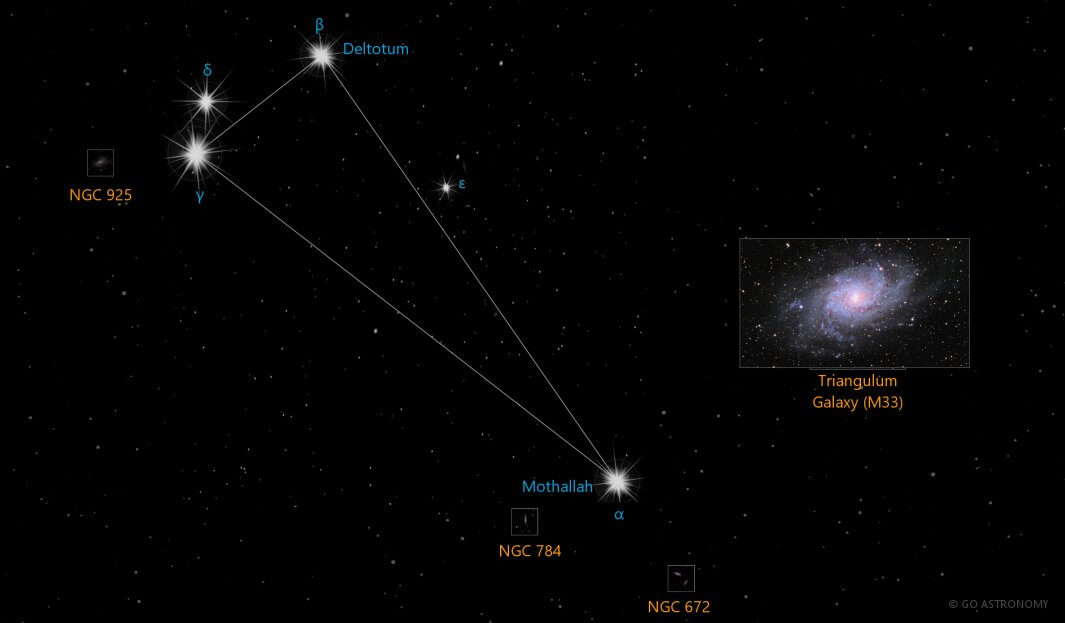 β
Deltotum
δ
NGC 925
γ
ε
Triangulum
Galaxy (M33)
Mothallah
α
NGC 784
NGC 672
© GO ASTRONOMY